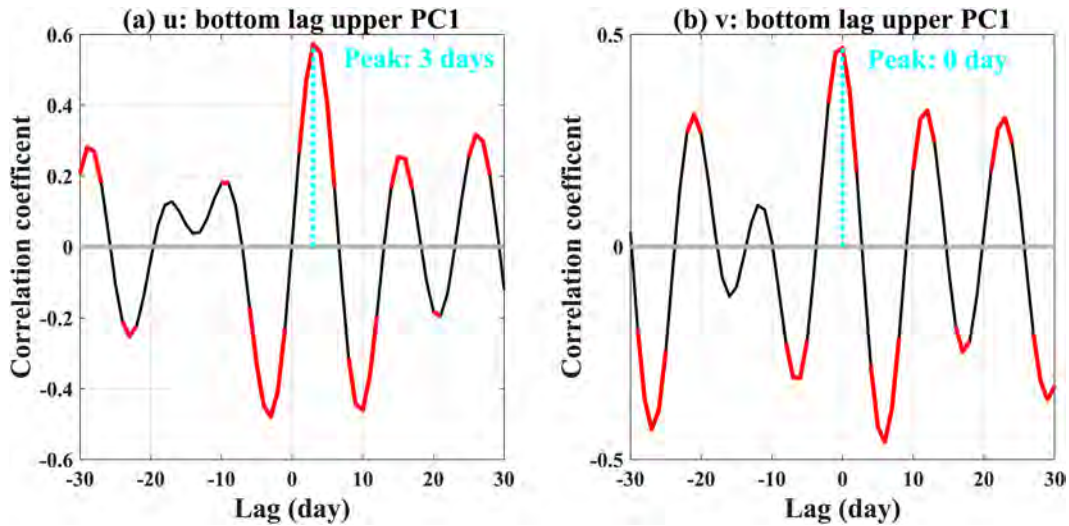 (a) u: bottom lag upper PC1
Peak: 3 days
Correlation coefficent
0.6
0.4
0.2
0
-0.2
-0.4
-0.6
-30 -20 -10 0 10 20 30
Lag (day)
(b) v: bottom lag upper PC1
Peak: 0 day
Correlation coefficent
0.5
0
-0.5
-30 -20 -10 0 10 20 30
Lag (day)